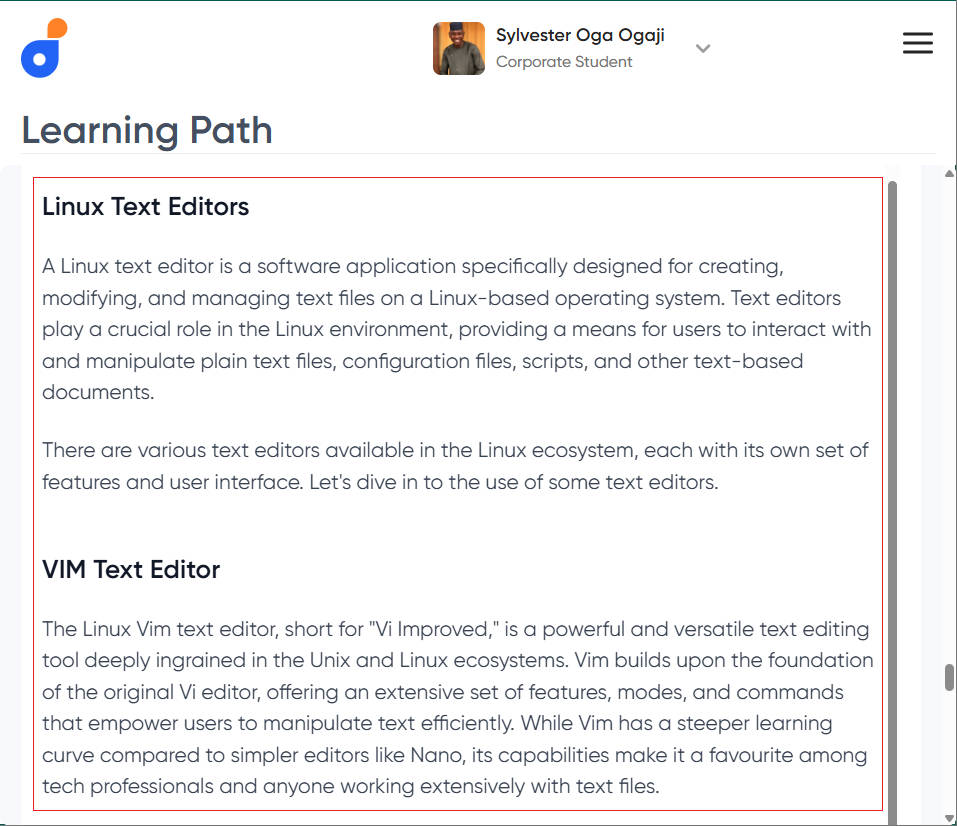 Sylvester Oga Ogaji
Corporate Student
Learning Path
Linux Text Editors
A Linux text editor is a software application specifically designed for creating,
modifying, and managing text files on a Linux-based operating system. Text editors
play a crucial role in the Linux environment, providing a means for users to interact with
and manipulate plain text files, configuration files, scripts, and other text-based
documents.
There are various text editors available in the Linux ecosystem, each with its own set of
features and user interface. Let's dive in to the use of some text editors.
VIM Text Editor
The Linux Vim text editor, short for "Vi Improved," is a powerful and versatile text editing
tool deeply ingrained in the Unix and Linux ecosystems. Vim builds upon the foundation
of the original Vi editor, offering an extensive set of features, modes, and commands
that empower users to manipulate text efficiently. While Vim has a steeper learning
curve compared to simpler editors like Nano, its capabilities make it a favourite among
tech professionals and anyone working extensively with text files.